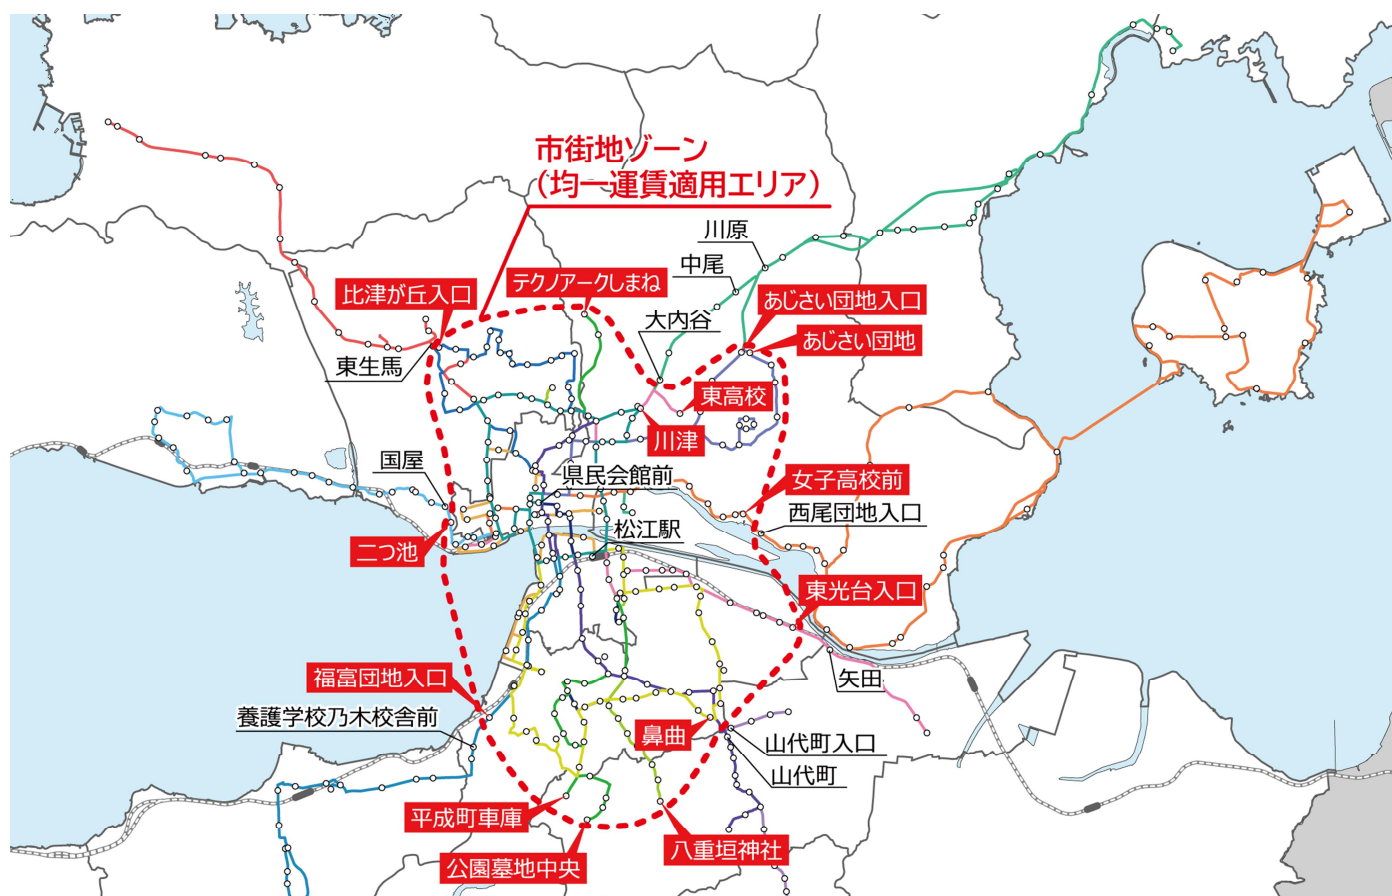 市街地ゾーン
（均一運賃適用エリア）
川原
中尾
テクノアークしまね
比津が丘入口
あじさい団地入口
大内谷
あじさい団地
東生馬
東高校
川津
国屋
県民会館前
女子高校前
西尾団地入口
松江駅
二つ池
東光台入口
福富団地入口
矢田
養護学校乃木校舎前
鼻曲
山代町入口
山代町
平成町車庫
八重垣神社
公園墓地中央